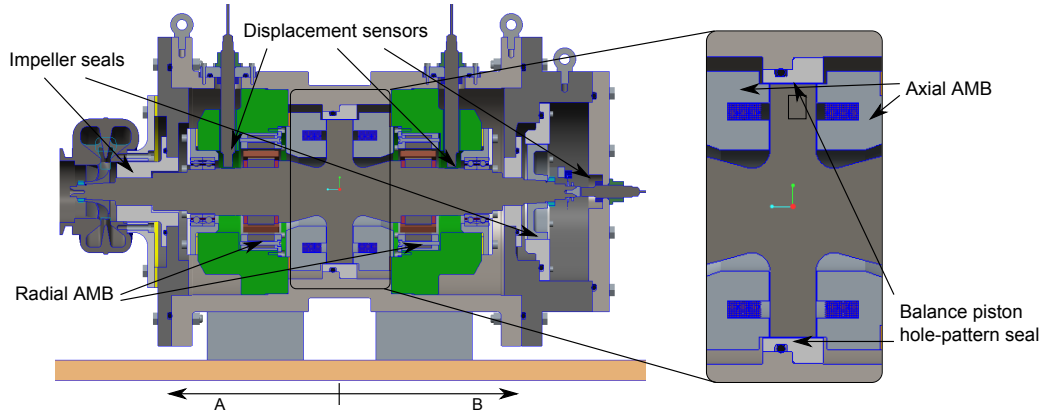 Displacement sensors
Impeller seals
Axial AMB
Radial AMB
Balance piston
hole-pattern seal
A
B